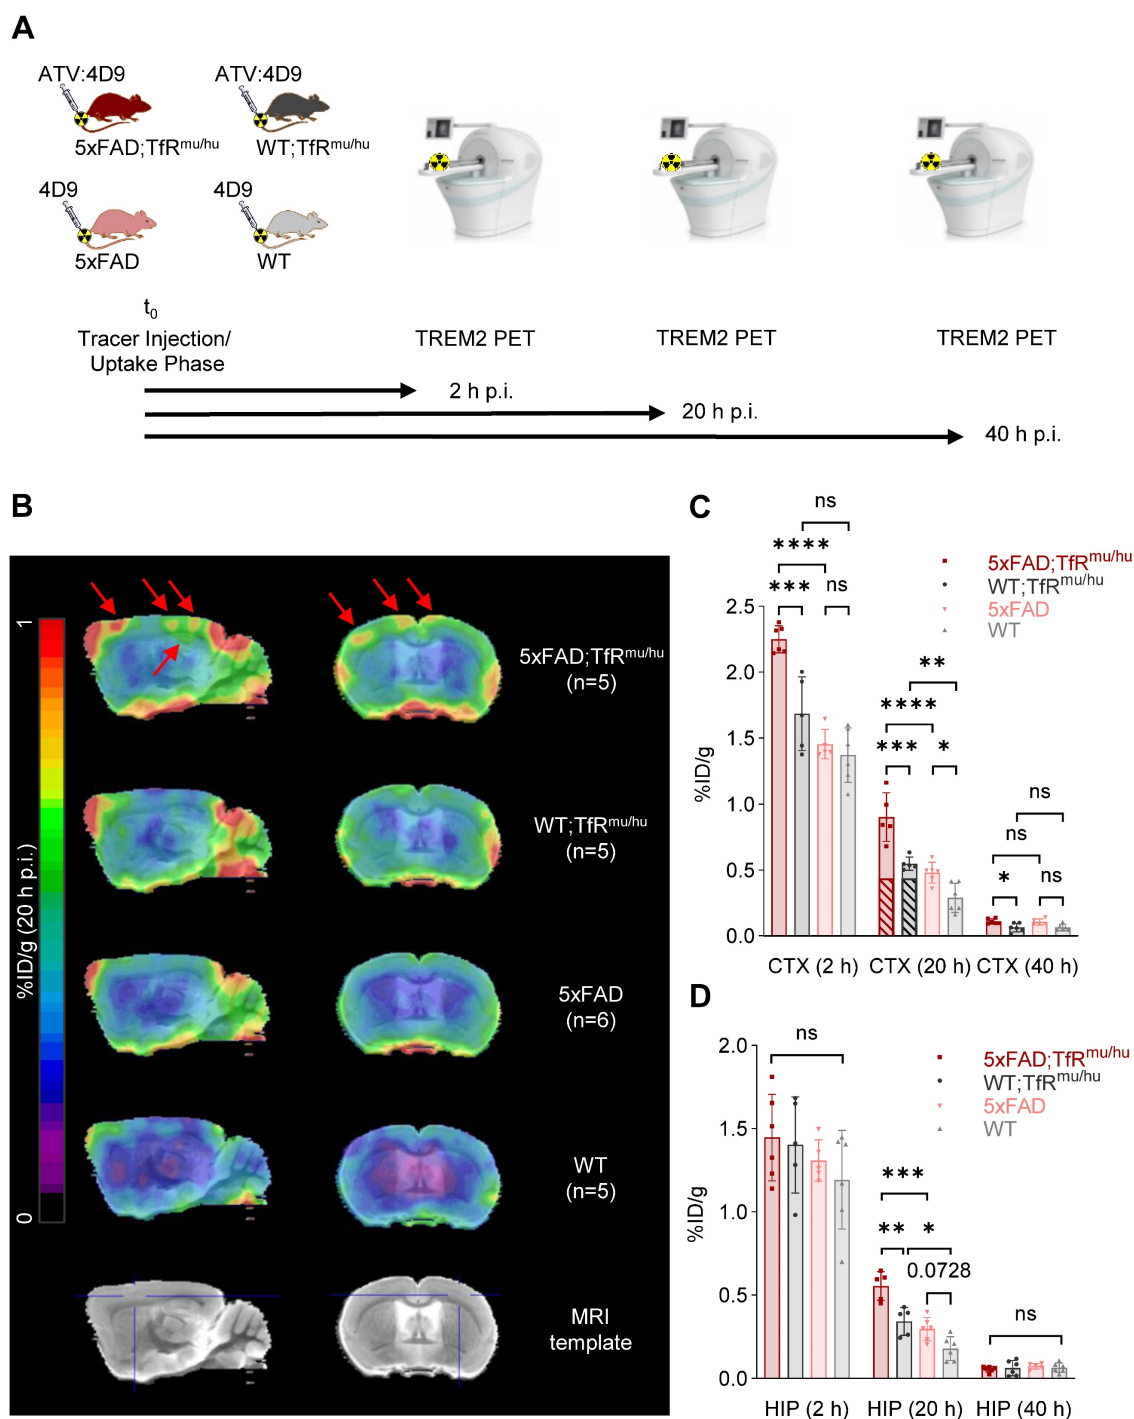 A
ATV:4D9
ATV:4D9
5xFAD;TfRmu/hu
WT;TfRmu/hu
4D9
4D9
5xFAD
WT
t0
Tracer Injection/
Uptake Phase
TREM2 PET
TREM2 PET
TREM2 PET
2 h p.i.
20 h p.i.
40 h p.i.
B
1
%ID/g (20 h p.i.)
0
5xFAD;TfRmu/hu
(n=5)
WT;TfRmu/hu
(n=5)
5xFAD
(n=6)
WT
(n=5)
MRI
template
C
ns
****
***
ns
5xFAD;TfRmu/hu
WT;TfRmu/hu
5xFAD
WT
%ID/g
2.5
2.0
1.5
1.0
0.5
0.0
**
****
***
*
ns
ns
*
ns
CTX (2 h)
CTX (20 h)
CTX (40 h)
D
ns
5xFAD;TfRmu/hu
WT;TfRmu/hu
5xFAD
WT
%ID/g
2.0
1.5
1.0
0.5
0.0
***
**
*
0.0728
ns
HIP (2 h)
HIP (20 h)
HIP (40 h)